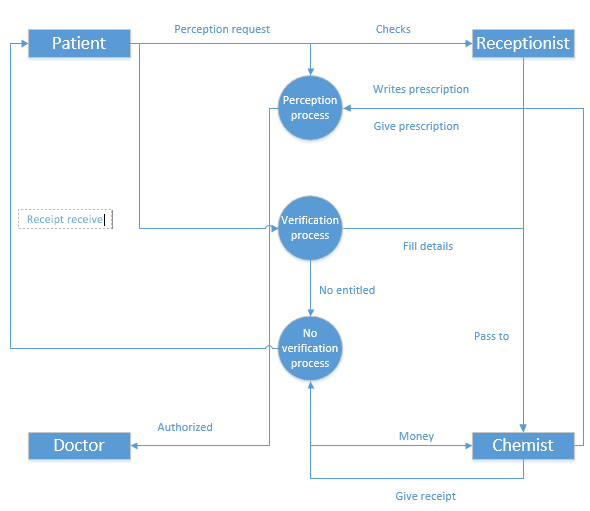 Perception request
Checks
Patient
Receptionist
Writes prescription
Perception
process
Give prescription
Receipt receive
Verification
process
Fill details
No entitled
No
verification
process
Pass to
Authorized
Money
Doctor
Chemist
Give receipt